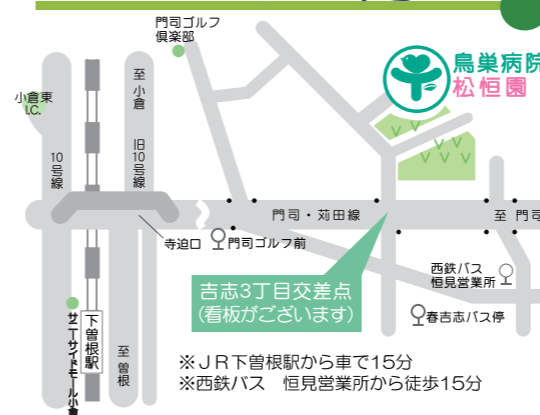 門司ゴルフ
倶楽部
鳥巣病院
松恒園
小倉東
I.C.
至小倉
10号線
旧10号線
門司・苅田線
至 門司
寺迫口
門司ゴルフ前
西鉄バス
恒見営業所
吉志3丁目交差点
(看板がございます)
春吉志バス停
サニーサイドモール小倉
下曽根駅
至曽根
※JR下曽根駅から車で15分
※西鉄バス 恒見営業所から徒歩15分